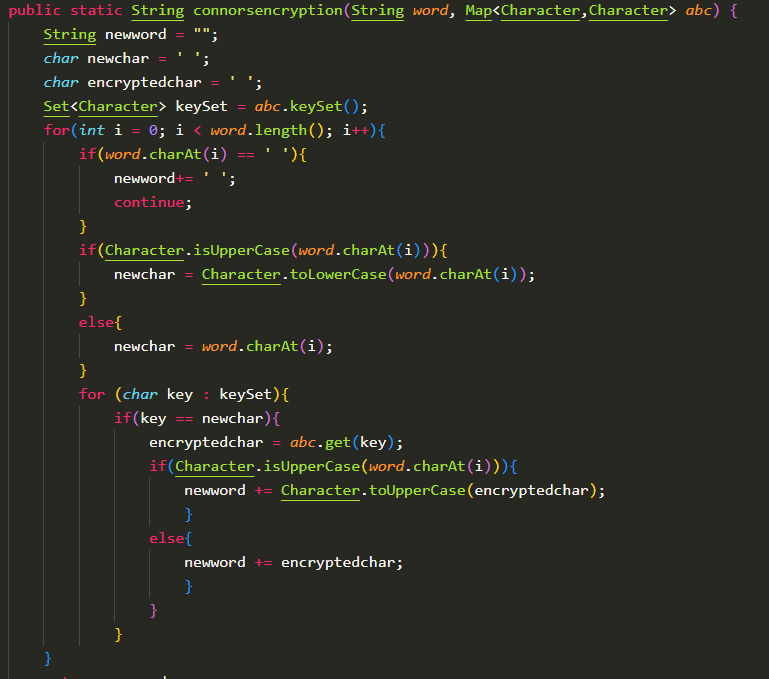 public static String connorsencryption(String word, Map<Character,Character> abc) {
    String newword = "";
    char newchar = ' ';
    char encryptedchar = ' ';
    Set<Character> keySet = abc.keySet();
    for(int i = 0; i < word.length(); i++){
        if(word.charAt(i) == ' '){
            newword+= ' ';
            continue;
        }
        if(Character.isUpperCase(word.charAt(i))){
            newchar = Character.toLowerCase(word.charAt(i));
        }
        else{
            newchar = word.charAt(i);
        }
        for (char key : keySet){
            if(key == newchar){
                encryptedchar = abc.get(key);
                if(Character.isUpperCase(word.charAt(i))){
                    newword += Character.toUpperCase(encryptedchar);
                    }
                else{
                    newword += encryptedchar;
                    }
                }
            }
    }